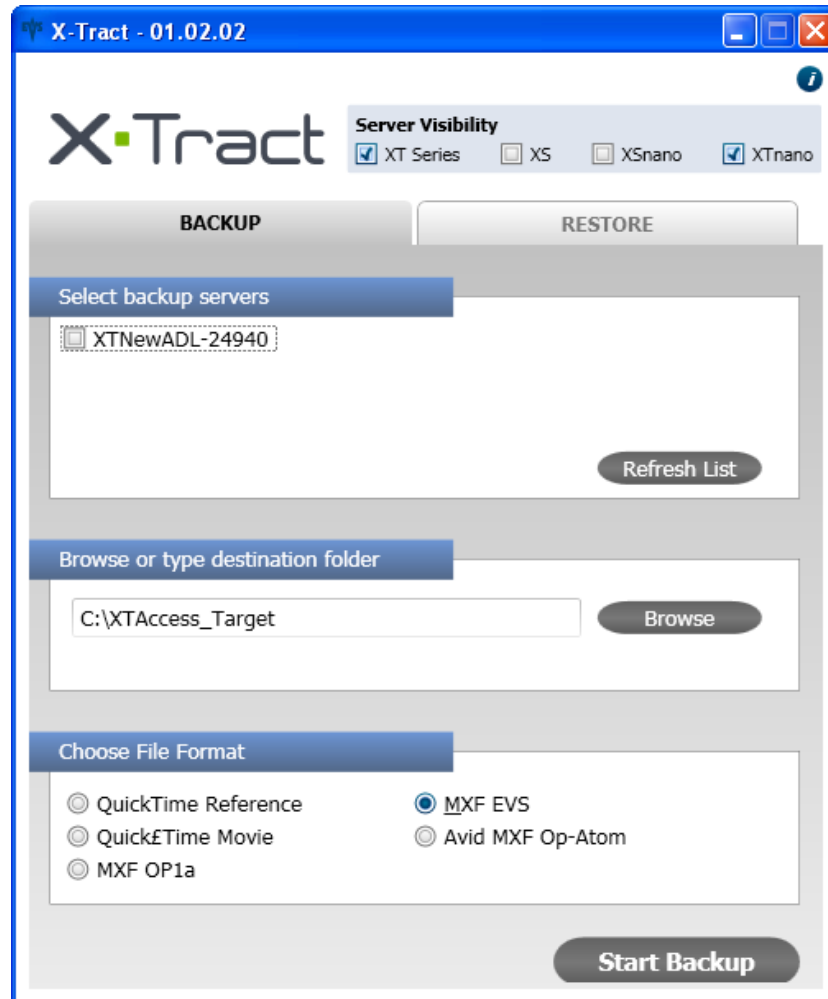 X-Tract - 01.02.02
X-Tract
Server Visibility
XT Series XS XSnano XTnano
BACKUP RESTORE
Select backup servers
XTNewADL-24940
Refresh List
Browse or type destination folder
C:\XTAccess_Target Browse
Choose File Format
QuickTime Reference MXF EVS
Quick£Time Movie Avid MXF Op-Atom
MXF OP1a
Start Backup